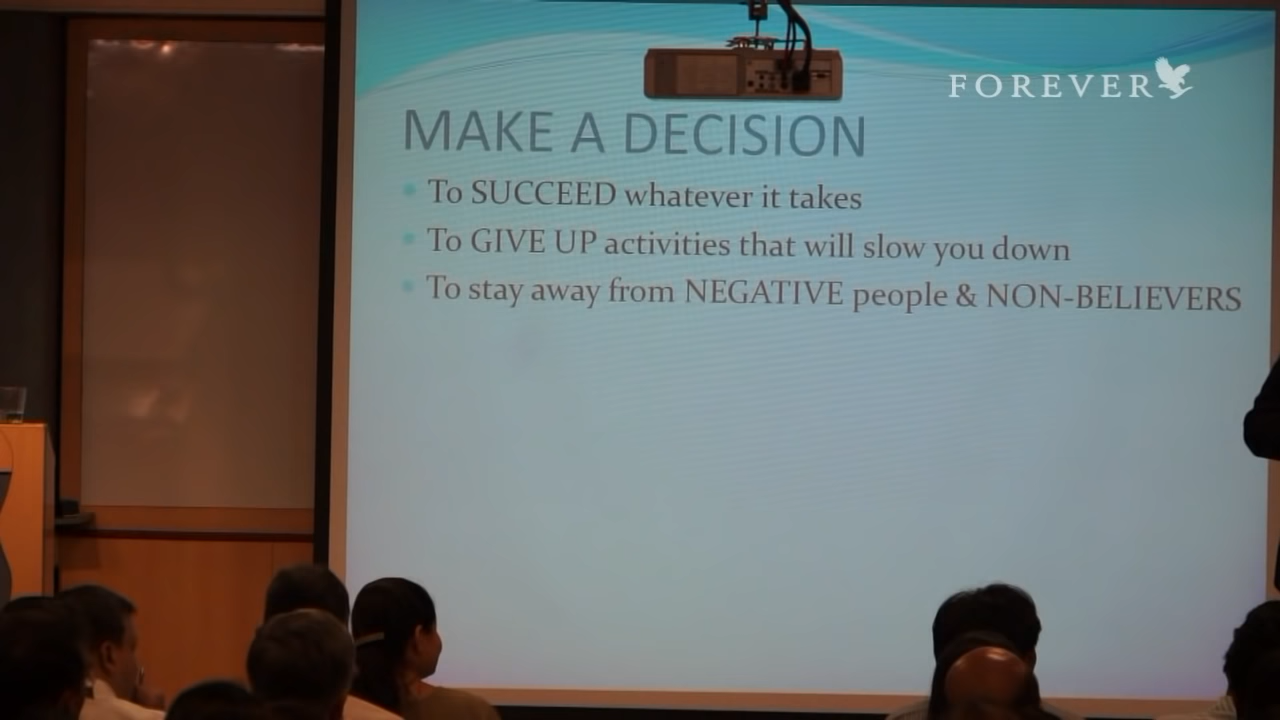 FOREVER
MAKE A DECISION
To SUCCEED whatever it takes
To GIVE UP activities that will slow you down
To stay away from NEGATIVE people & NON-BELIEVERS